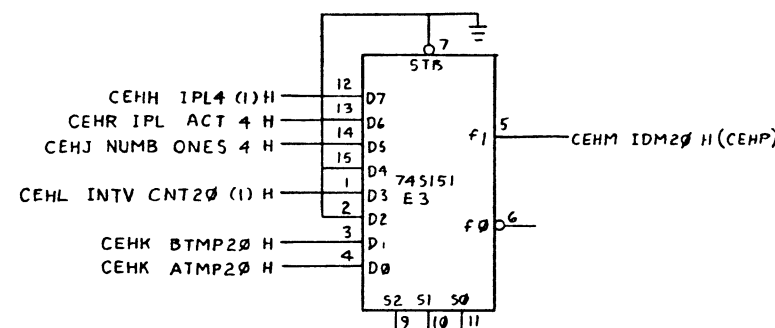 7
STB
CEHH IPL4 (1) H 12 D7
CEHR IPL ACT 4 H 13 D6
CEHJ NUMB ONES 4 H 14 D5
15 D4
f1 5 CEHM IDM2Ø H (CEHP)
74S151
E3
CEHL INTV CNT2Ø (1) H 1 D3
2 D2
fØ 6
CEHK BTMP2Ø H 3 D1
CEHK ATMP2Ø H 4 DØ
S2 S1 SØ
9 10 11